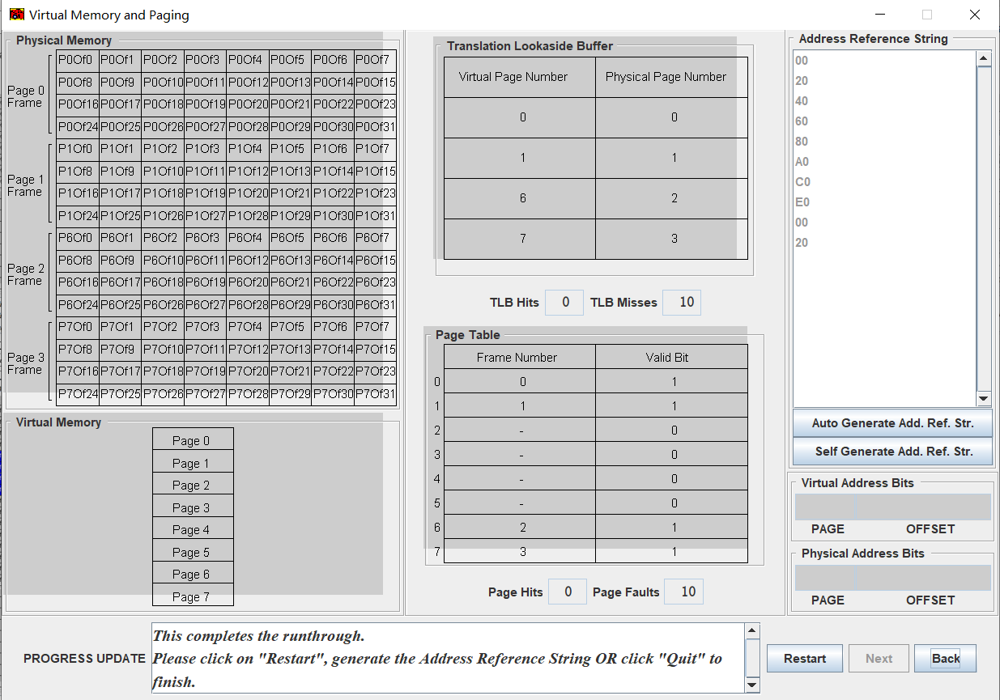 Virtual Memory and Paging
Physical Memory
Page 0
Frame
P0Of0 P0Of1 P0Of2 P0Of3 P0Of4 P0Of5 P0Of6 P0Of7
P0Of8 P0Of9 P0Of10 P0Of11 P0Of12 P0Of13 P0Of14 P0Of15
P0Of16 P0Of17 P0Of18 P0Of19 P0Of20 P0Of21 P0Of22 P0Of23
P0Of24 P0Of25 P0Of26 P0Of27 P0Of28 P0Of29 P0Of30 P0Of31
Page 1
Frame
P1Of0 P1Of1 P1Of2 P1Of3 P1Of4 P1Of5 P1Of6 P1Of7
P1Of8 P1Of9 P1Of10 P1Of11 P1Of12 P1Of13 P1Of14 P1Of15
P1Of16 P1Of17 P1Of18 P1Of19 P1Of20 P1Of21 P1Of22 P1Of23
P1Of24 P1Of25 P1Of26 P1Of27 P1Of28 P1Of29 P1Of30 P1Of31
Page 2
Frame
P6Of0 P6Of1 P6Of2 P6Of3 P6Of4 P6Of5 P6Of6 P6Of7
P6Of8 P6Of9 P6Of10 P6Of11 P6Of12 P6Of13 P6Of14 P6Of15
P6Of16 P6Of17 P6Of18 P6Of19 P6Of20 P6Of21 P6Of22 P6Of23
P6Of24 P6Of25 P6Of26 P6Of27 P6Of28 P6Of29 P6Of30 P6Of31
Page 3
Frame
P7Of0 P7Of1 P7Of2 P7Of3 P7Of4 P7Of5 P7Of6 P7Of7
P7Of8 P7Of9 P7Of10 P7Of11 P7Of12 P7Of13 P7Of14 P7Of15
P7Of16 P7Of17 P7Of18 P7Of19 P7Of20 P7Of21 P7Of22 P7Of23
P7Of24 P7Of25 P7Of26 P7Of27 P7Of28 P7Of29 P7Of30 P7Of31
Virtual Memory
Page 0
Page 1
Page 2
Page 3
Page 4
Page 5
Page 6
Page 7
Translation Lookaside Buffer
Virtual Page Number Physical Page Number
0 0
1 1
6 2
7 3
TLB Hits 0 TLB Misses 10
Page Table
Frame Number Valid Bit
0 0 1
1 1 1
2 - 0
3 - 0
4 - 0
5 - 0
6 2 1
7 3 1
Page Hits 0 Page Faults 10
Address Reference String
00
20
40
60
80
A0
C0
E0
00
20
Auto Generate Add. Ref. Str.
Self Generate Add. Ref. Str.
Virtual Address Bits
PAGE OFFSET
Physical Address Bits
PAGE OFFSET
PROGRESS UPDATE
This completes the runthrough.
Please click on "Restart", generate the Address Reference String OR click "Quit" to
finish.
Restart Next Back